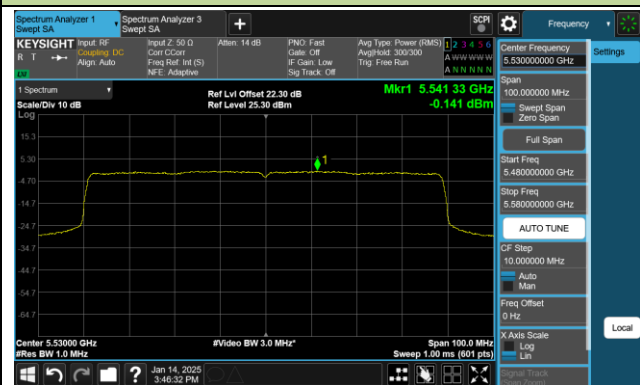 Spectrum Analyzer 1
Swept SA
Spectrum Analyzer 3
Swept SA
+
SCPI
Frequency
KEYSIGHT
R T
Input: RF
Coupling: DC
Align: Auto
Input Z: 50 Ω
Corr CCorr
Freq Ref: Int (S)
NFE: Adaptive
Atten: 14 dB
PNO: Fast
Gate: Off
IF Gain: Low
Sig Track: Off
Avg Type: Power (RMS)
Avg|Hold: 300/300
Trig: Free Run
1 2 3 4 5 6
A W W W W W
A N N N N N
Center Frequency
5.530000000 GHz
Settings
Span
100.000000 MHz
Swept Span
Zero Span
Full Span
Start Freq
5.480000000 GHz
Stop Freq
5.580000000 GHz
AUTO TUNE
CF Step
10.000000 MHz
Auto
Man
Freq Offset
0 Hz
X Axis Scale
Log
Lin
Signal Track
(Span Zoom)
Local
1 Spectrum
Scale/Div 10 dB
Log
Ref Lvl Offset 22.30 dB
Ref Level 25.30 dBm
Mkr1 5.541 33 GHz
-0.141 dBm
15.3
5.30
-4.70
-14.7
-24.7
-34.7
-44.7
-54.7
-64.7
1
Center 5.53000 GHz
#Res BW 1.0 MHz
#Video BW 3.0 MHz*
Span 100.0 MHz
Sweep 1.00 ms (601 pts)
?
Jan 14, 2025
3:46:32 PM